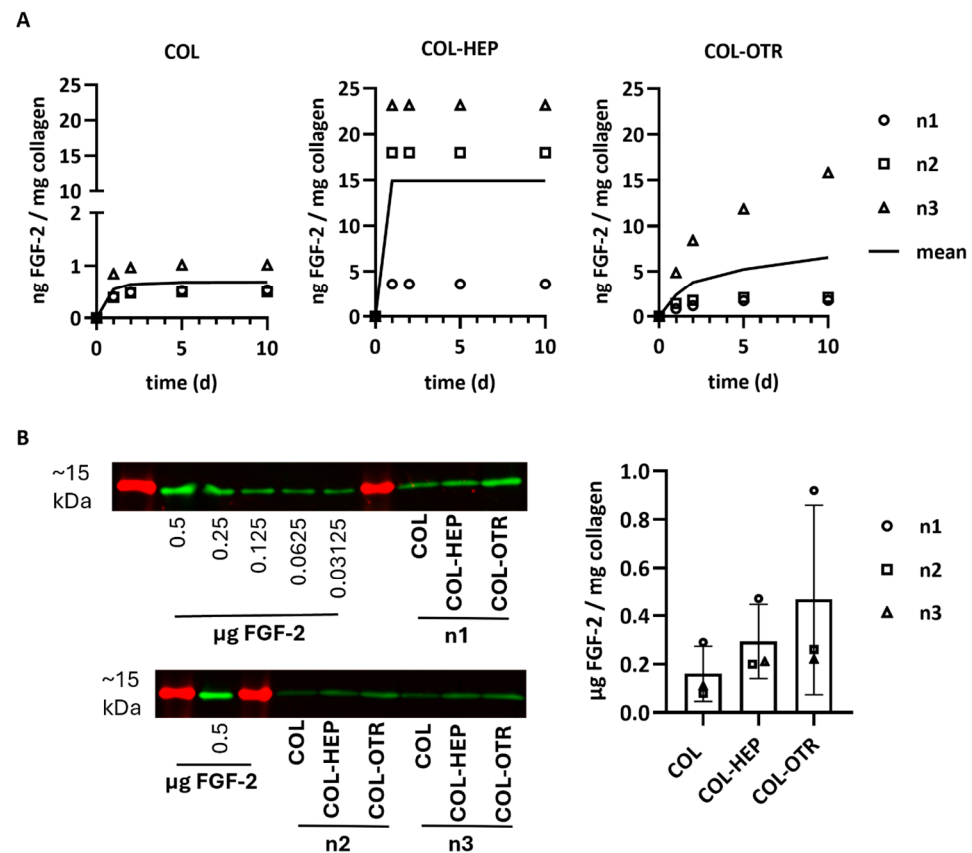 A
COL
COL-HEP
COL-OTR
ng FGF-2 / mg collagen
25
20
15
10
2
1
0
0 5 10
time (d)
ng FGF-2 / mg collagen
25
20
15
10
5
0
0 5 10
time (d)
ng FGF-2 / mg collagen
25
20
15
10
5
0
0 5 10
time (d)
n1
n2
n3
mean
B
~15
kDa
0.5
0.25
0.125
0.0625
0.03125
COL
COL-HEP
COL-OTR
µg FGF-2
n1
~15
kDa
0.5
COL
COL-HEP
COL-OTR
COL
COL-HEP
COL-OTR
µg FGF-2
n2
n3
µg FGF-2 / mg collagen
1.0
0.8
0.6
0.4
0.2
0.0
COL
COL-HEP
COL-OTR
n1
n2
n3